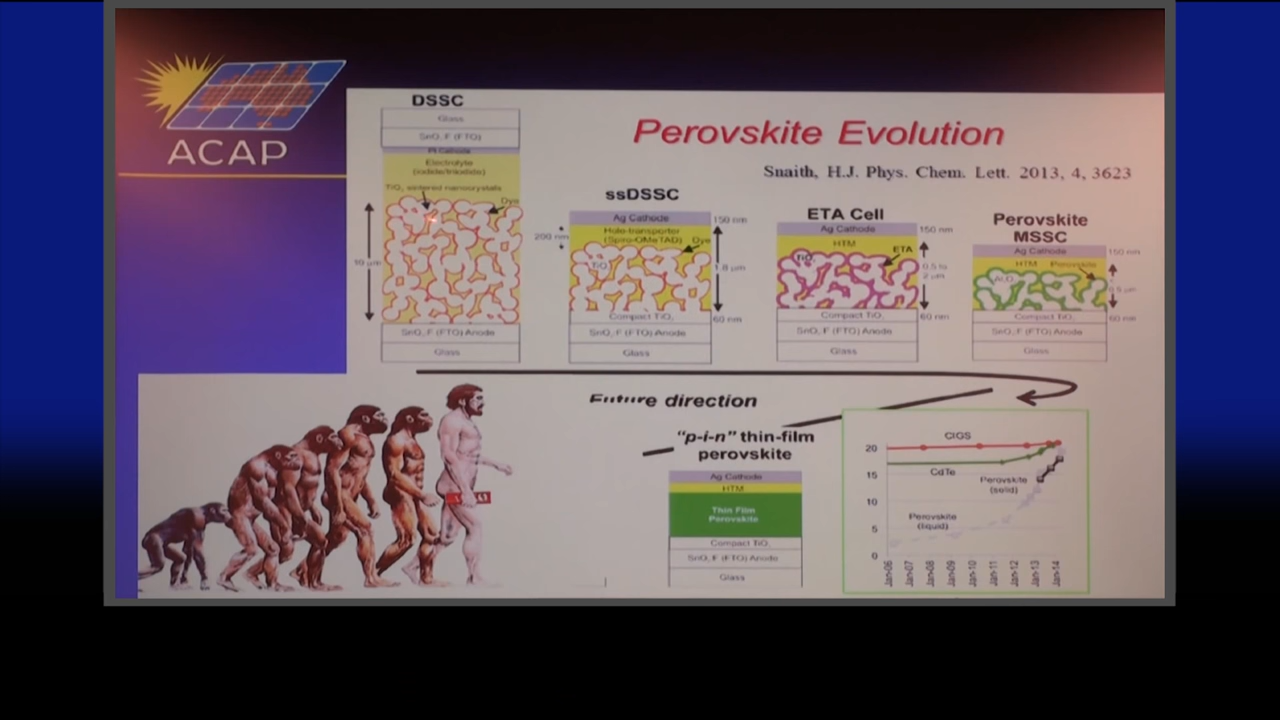 ACAP
Perovskite Evolution
Snaith, H.J. Phys. Chem. Lett. 2013, 4, 3623
DSSC
Glass
SnO₂:F (FTO)
Pt Cathode
Electrolyte
(iodide/triiodide)
TiO₂ sintered nanocrystals
Dye
10 μm
SnO₂:F (FTO) Anode
Glass
ssDSSC
Ag Cathode
150 nm
Hole-transporter
(Spiro-OMeTAD)
Dye
200 nm
TiO₂
1.8 μm
Compact TiO₂
60 nm
SnO₂:F (FTO) Anode
Glass
ETA Cell
Ag Cathode
150 nm
HTM
ETA
TiO₂
0.5 to
2 μm
Compact TiO₂
60 nm
SnO₂:F (FTO) Anode
Glass
Perovskite
MSSC
Ag Cathode
150 nm
HTM
Perovskite
Al₂O₃
0.5 μm
Compact TiO₂
60 nm
SnO₂:F (FTO) Anode
Glass
Future direction
"p-i-n" thin-film
perovskite
Ag Cathode
HTM
Thin Film
Perovskite
Compact TiO₂
SnO₂:F (FTO) Anode
Glass
CIGS
CdTe
Perovskite
(solid)
Perovskite
(liquid)
20
15
10
5
0
Jan-06
Jan-07
Jan-08
Jan-09
Jan-10
Jan-11
Jan-12
Jan-13
Jan-14